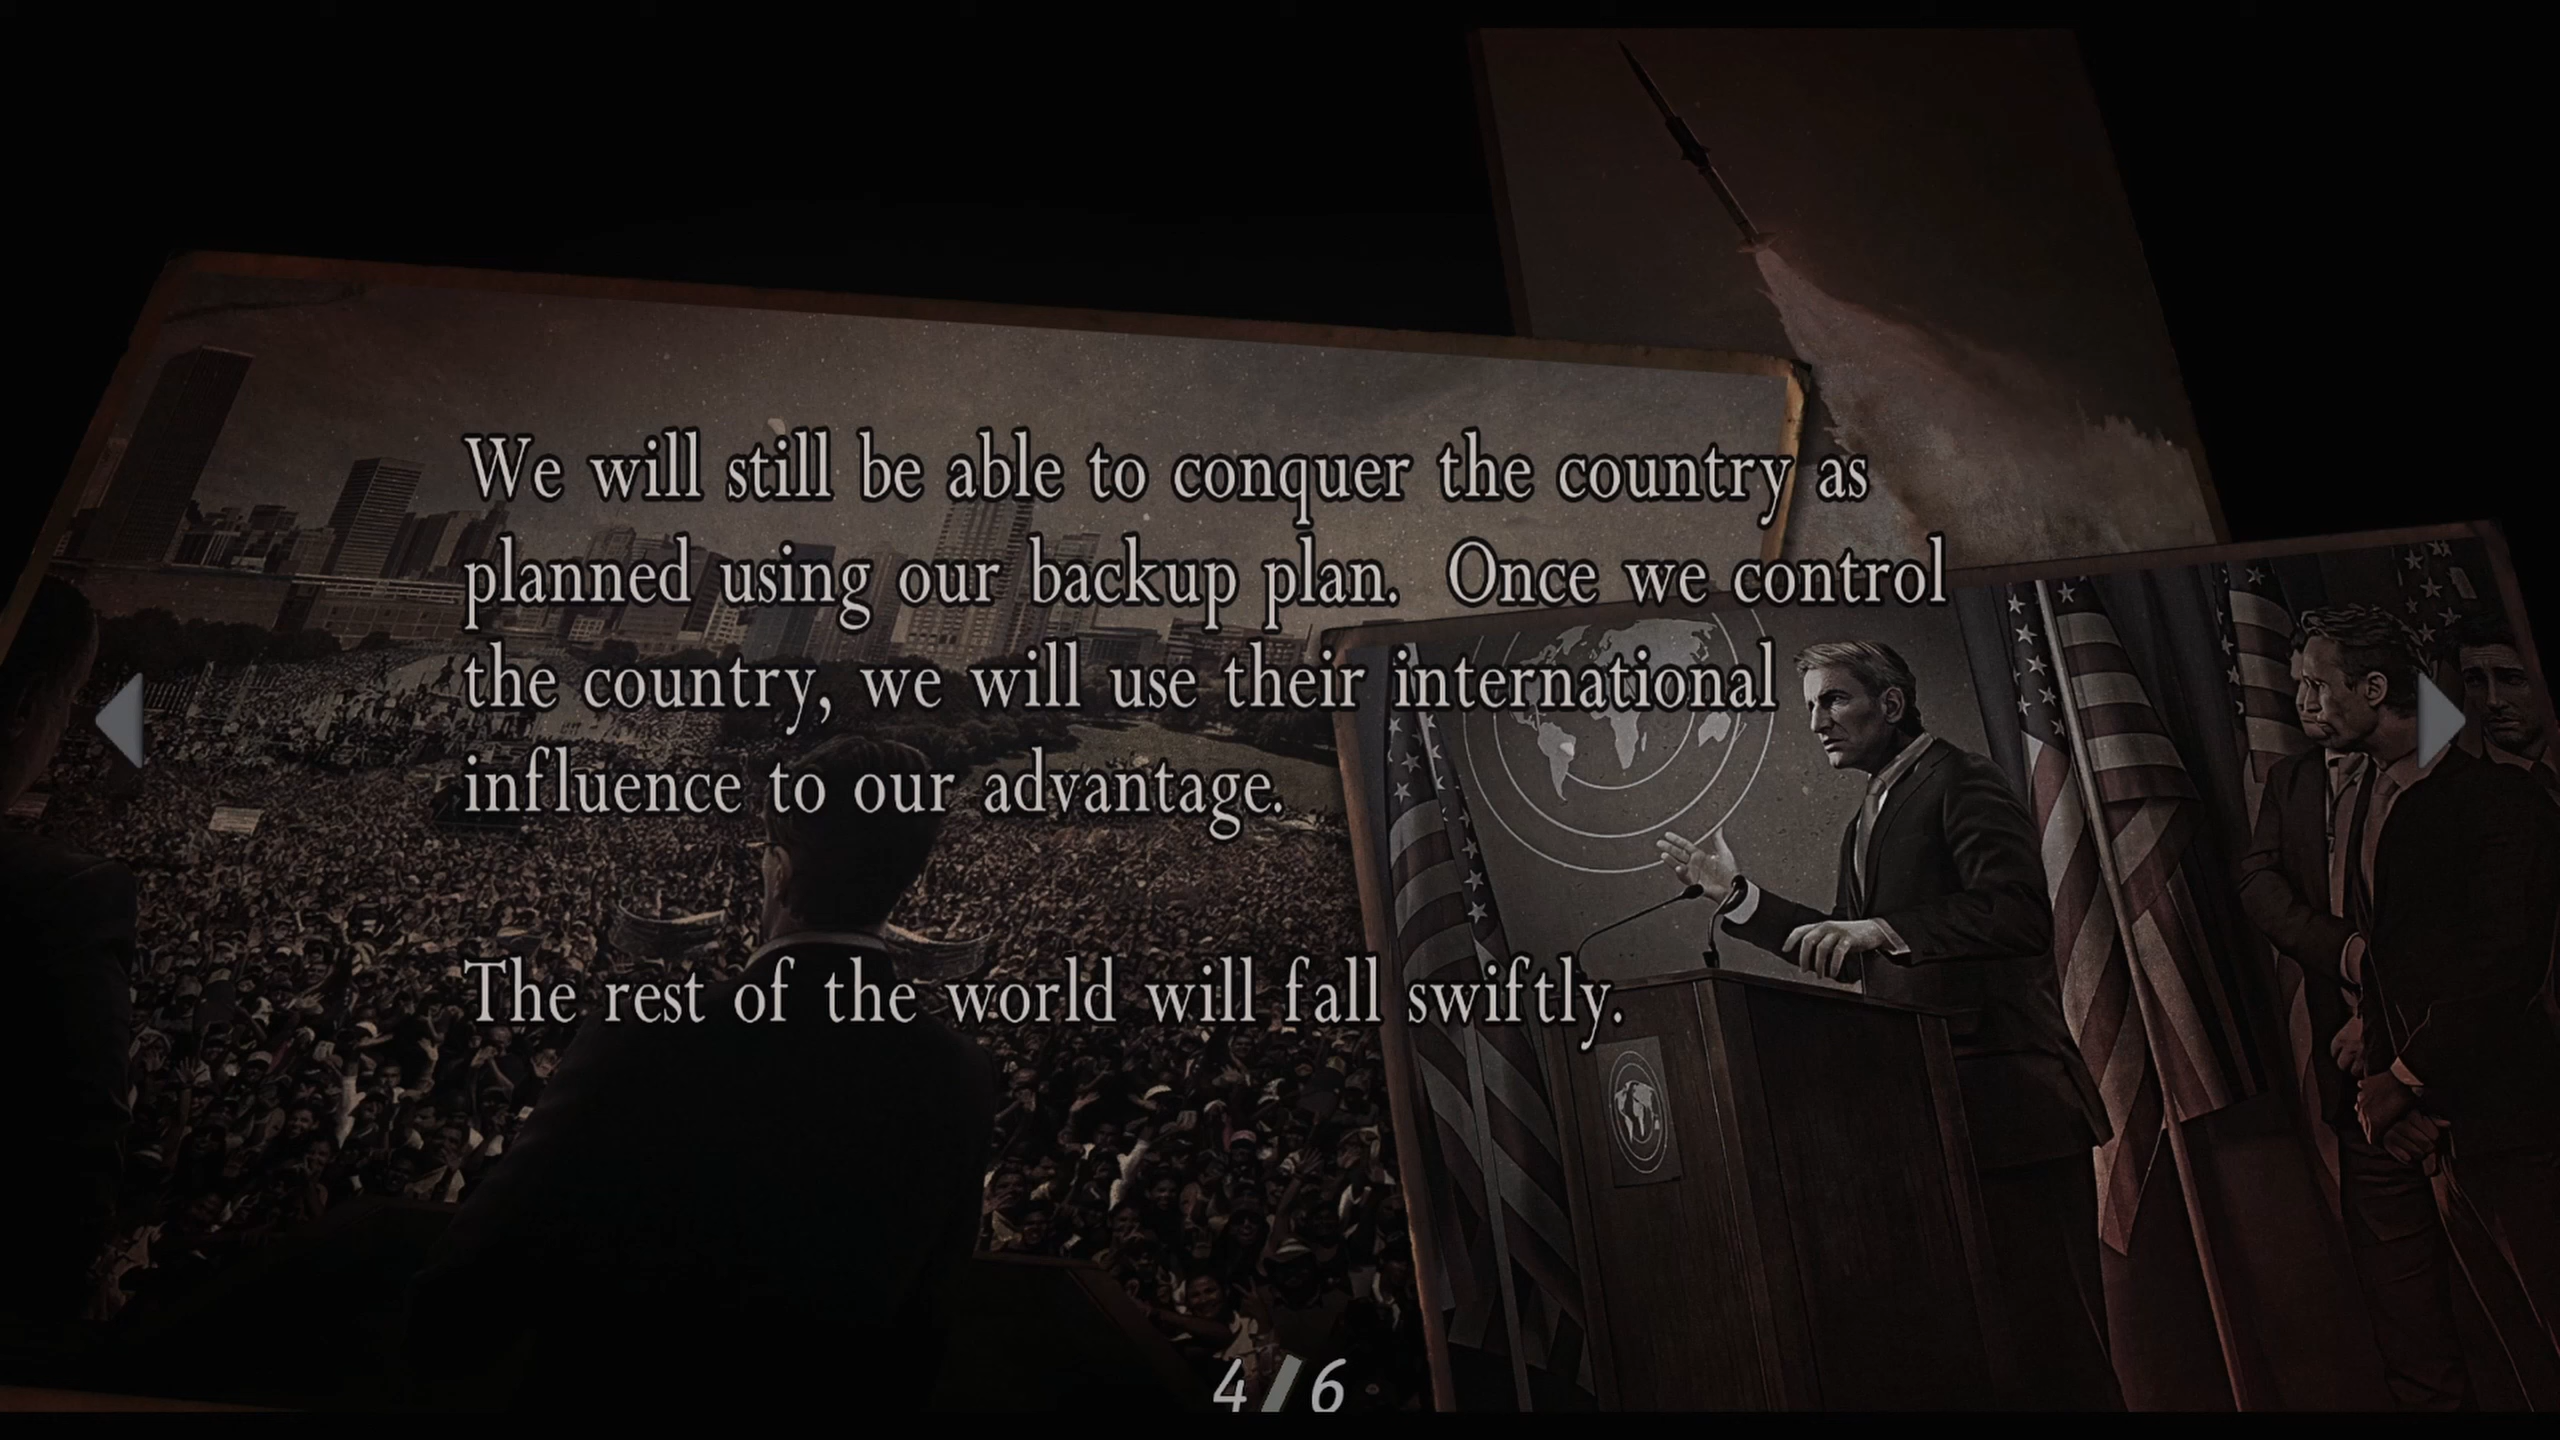 We will still be able to conquer the country as
planned using our backup plan.  Once we control
the country, we will use their international
influence to our advantage.
The rest of the world will fall swiftly.
4/6